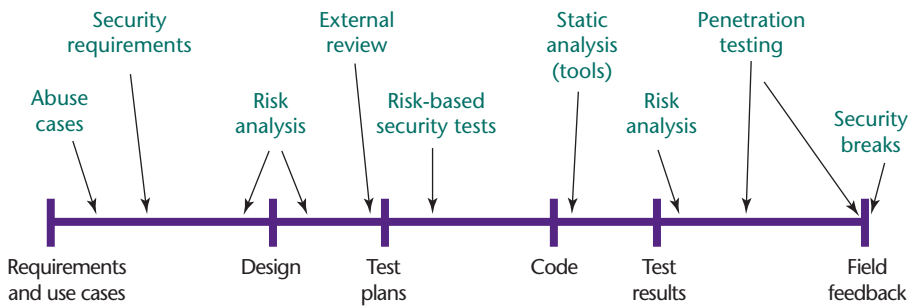 Security
requirements
External
review
Static
analysis
(tools)
Penetration
testing
Abuse
cases
Risk
analysis
Risk-based
security tests
Risk
analysis
Security
breaks
Requirements
and use cases
Design
Test
plans
Code
Test
results
Field
feedback